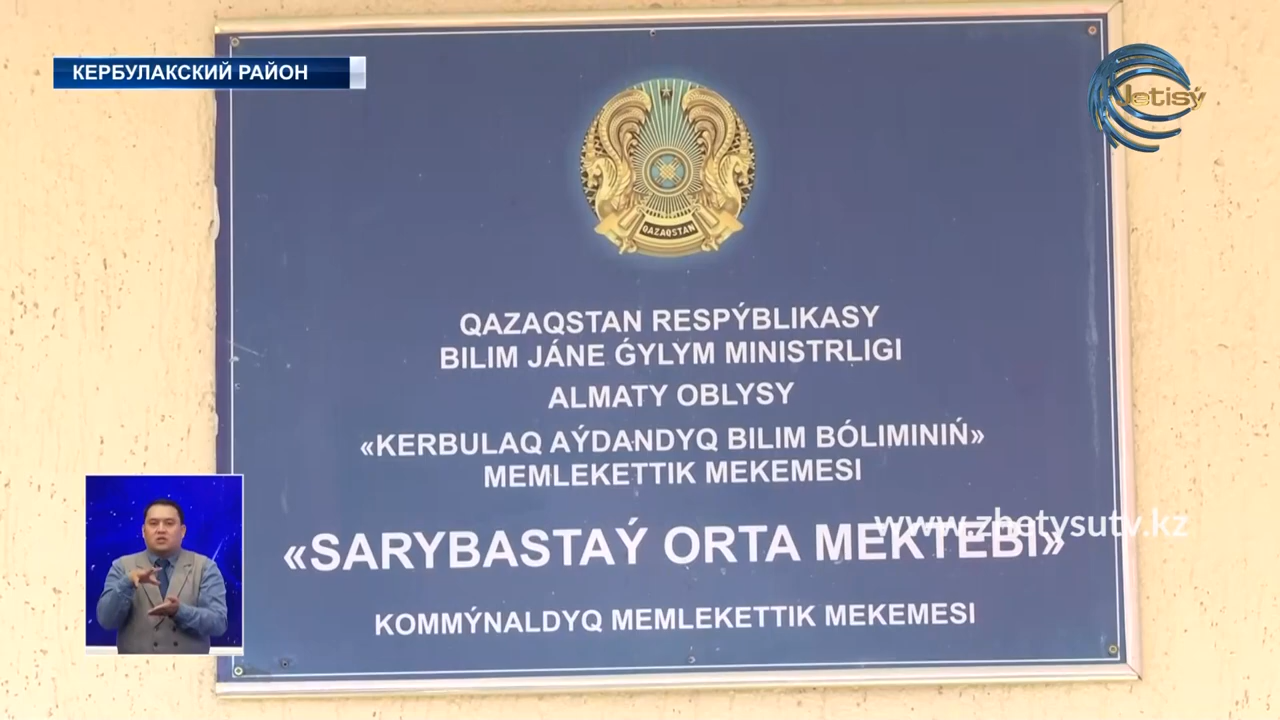 КЕРБУЛАКСКИЙ РАЙОН
Jetisý
QAZAQSTAN
QAZAQSTAN RESPÝBLIKASY
BILIM JÁNE ǴYLYM MINISTRLIGI
ALMATY OBLYSY
«KERBULAQ AÝDANDYQ BILIM BÓLIMINIŃ»
MEMLEKETTIK MEKEMESI
www.zhetysutv.kz
«SARYBASTAÝ ORTA MEKTEBI»
KOMMÝNALDYQ MEMLEKETTIK MEKEMESI